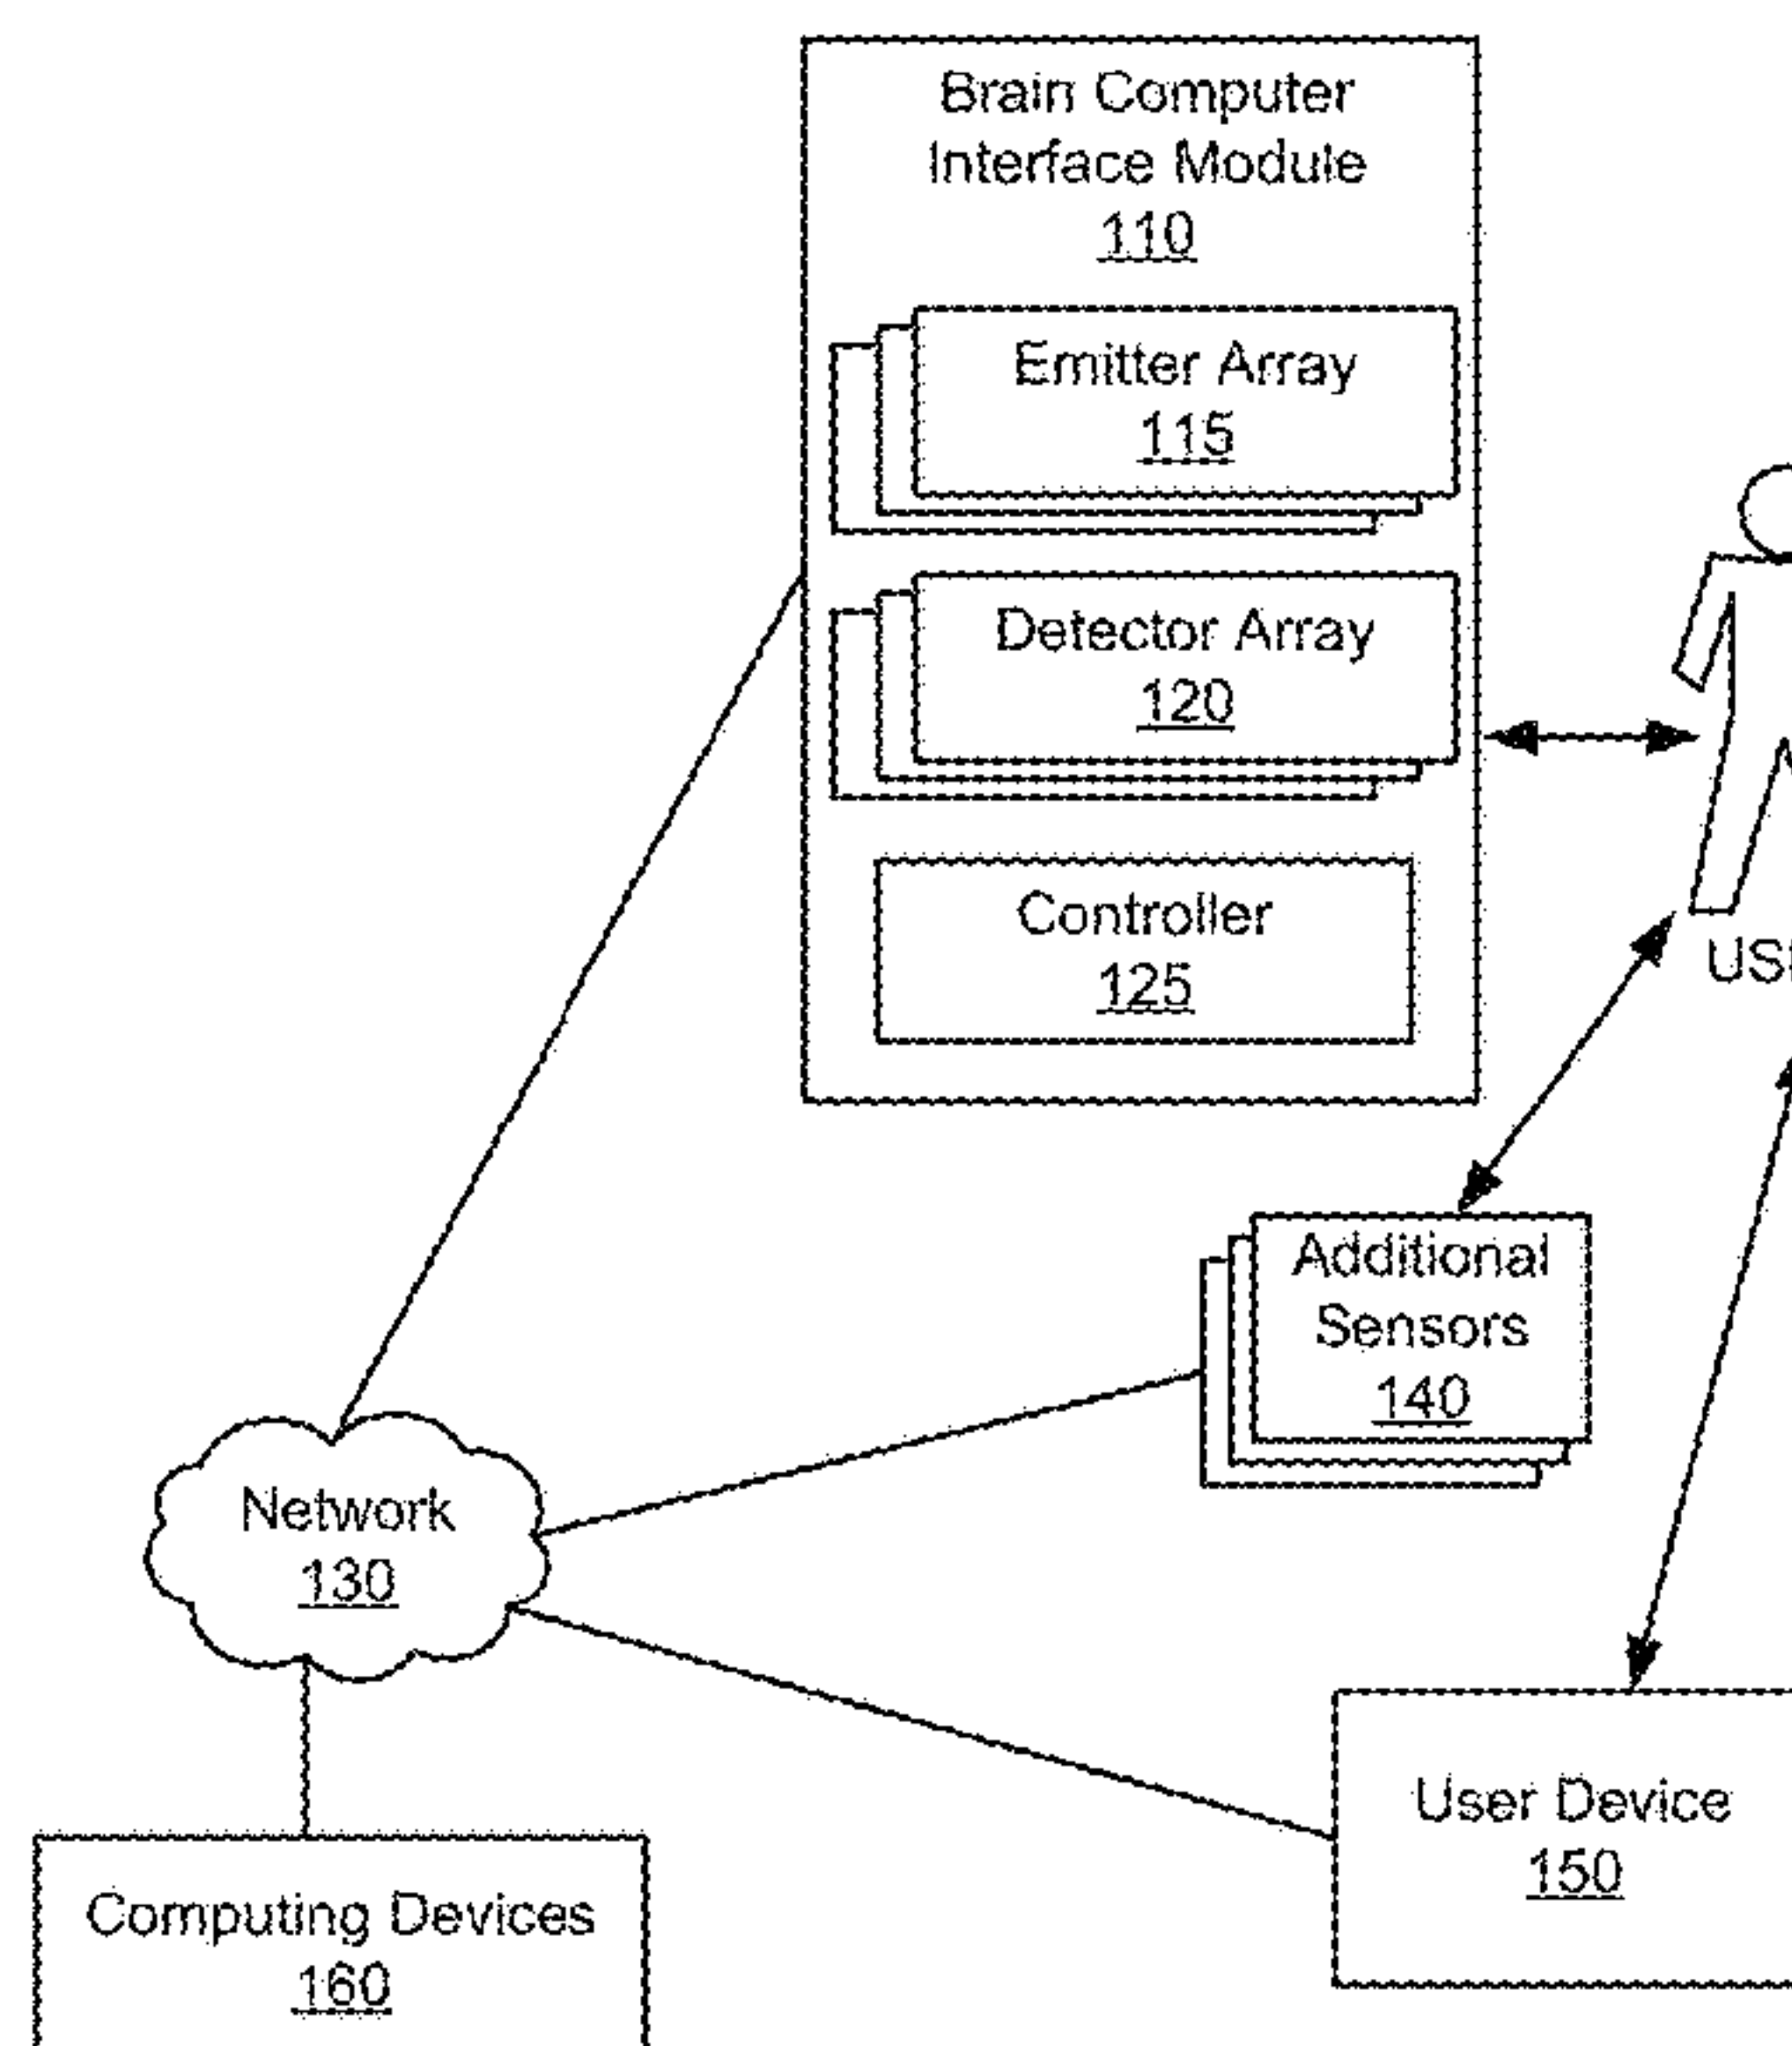 Brain Computer
Interface Module
110
Emitter Array
115
Detector Array
120
Controller
125
Additional
Sensors
140
Network
130
User Device
150
Computing Devices
160